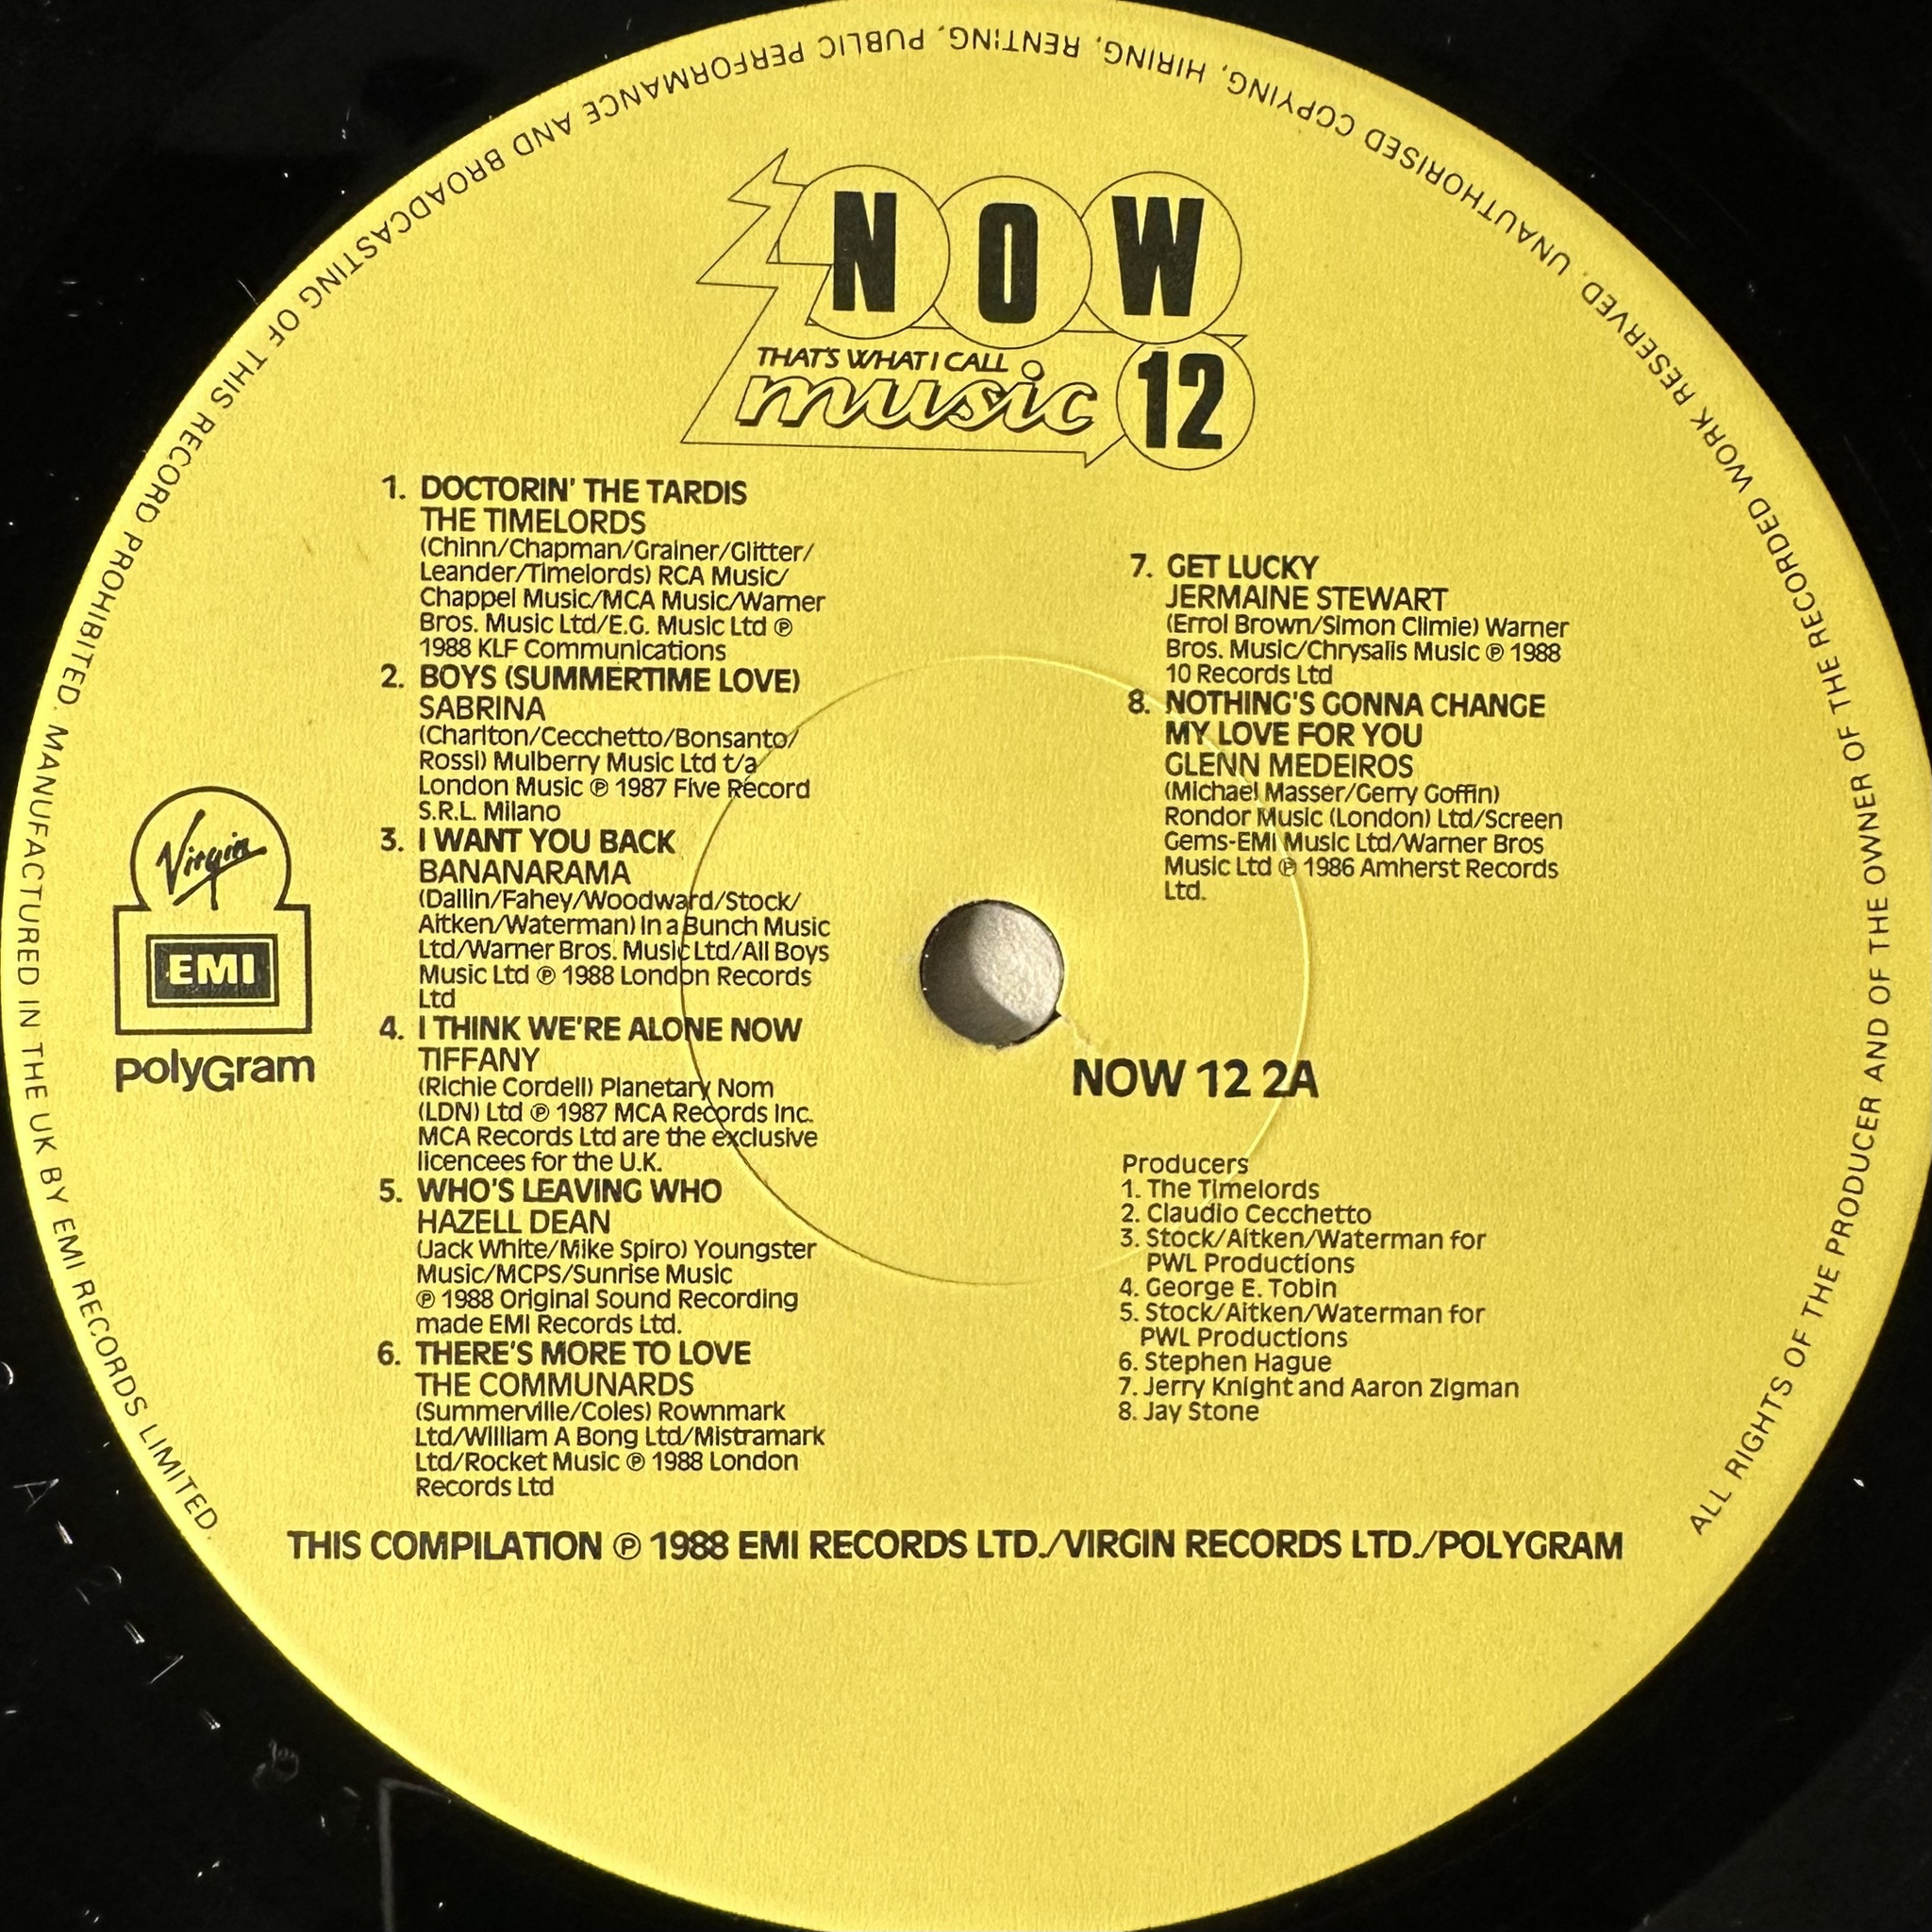 ALL RIGHTS OF THE PRODUCER AND OF THE OWNER OF THE RECORDED WORK RESERVED. UNAUTHORISED COPYING, HIRING, RENTING, PUBLIC PERFORMANCE AND BROADCASTING OF THIS RECORD PROHIBITED. MANUFACTURED IN THE UK BY EMI RECORDS LIMITED.
NOW
THAT'S WHAT I CALL
music 12
1. DOCTORIN' THE TARDIS
THE TIMELORDS
(Chinn/Chapman/Grainer/Glitter/
Leander/Timelords) RCA Music/
Chappel Music/MCA Music/Warner
Bros. Music Ltd/E.G. Music Ltd ℗
1988 KLF Communications
2. BOYS (SUMMERTIME LOVE)
SABRINA
(Charlton/Cecchetto/Bonsanto/
Rossi) Mulberry Music Ltd t/a
London Music ℗ 1987 Five Record
S.R.L. Milano
3. I WANT YOU BACK
BANANARAMA
(Dallin/Fahey/Woodward/Stock/
Aitken/Waterman) In a Bunch Music
Ltd/Warner Bros. Music Ltd/All Boys
Music Ltd ℗ 1988 London Records
Ltd
4. I THINK WE'RE ALONE NOW
TIFFANY
(Richie Cordell) Planetary Nom
(LDN) Ltd ℗ 1987 MCA Records Inc.
MCA Records Ltd are the exclusive
licencees for the U.K.
5. WHO'S LEAVING WHO
HAZELL DEAN
(Jack White/Mike Spiro) Youngster
Music/MCPS/Sunrise Music
℗ 1988 Original Sound Recording
made EMI Records Ltd.
6. THERE'S MORE TO LOVE
THE COMMUNARDS
(Summerville/Coles) Rownmark
Ltd/William A Bong Ltd/Mistramark
Ltd/Rocket Music ℗ 1988 London
Records Ltd
7. GET LUCKY
JERMAINE STEWART
(Errol Brown/Simon Climie) Warner
Bros. Music/Chrysalis Music ℗ 1988
10 Records Ltd
8. NOTHING'S GONNA CHANGE
MY LOVE FOR YOU
GLENN MEDEIROS
(Michael Masser/Gerry Goffin)
Rondor Music (London) Ltd/Screen
Gems-EMI Music Ltd/Warner Bros
Music Ltd ℗ 1986 Amherst Records
Ltd.
Virgin
EMI
polyGram
NOW 12 2A
Producers
1. The Timelords
2. Claudio Cecchetto
3. Stock/Aitken/Waterman for
PWL Productions
4. George E. Tobin
5. Stock/Aitken/Waterman for
PWL Productions
6. Stephen Hague
7. Jerry Knight and Aaron Zigman
8. Jay Stone
THIS COMPILATION ℗ 1988 EMI RECORDS LTD./VIRGIN RECORDS LTD./POLYGRAM